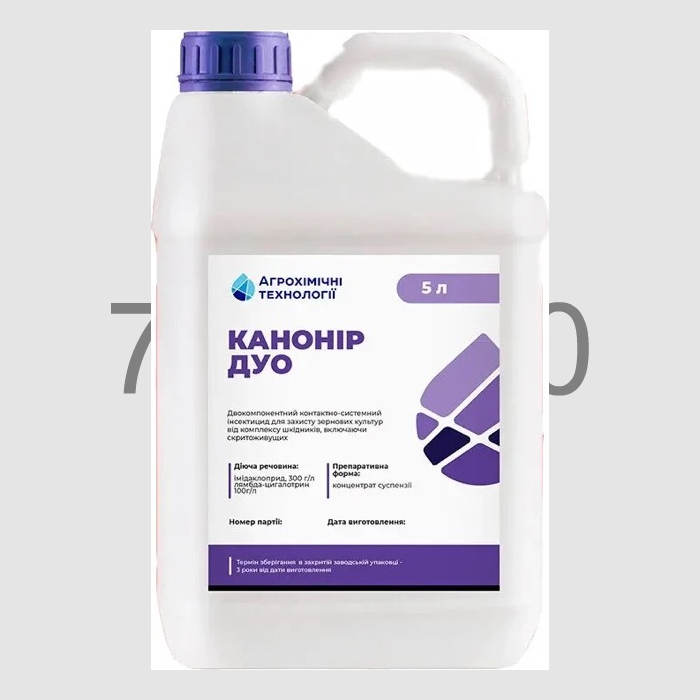 Агрохімічні
технології
5 л
КАНОНІР
ДУО
Двокомпонентний контактно-системний
інсектицид для захисту зернових культур
від комплексу шкідників, включаючи
скритоживущих
Діюча речовина:
імідаклоприд, 300 г/л
лямбда-цигалотрин
100г/л
Препаративна
форма:
концентрат суспензії
Номер партії:
Дата виготовлення:
Термін зберігання в закритій заводській упаковці -
3 роки від дати виготовлення
7
0